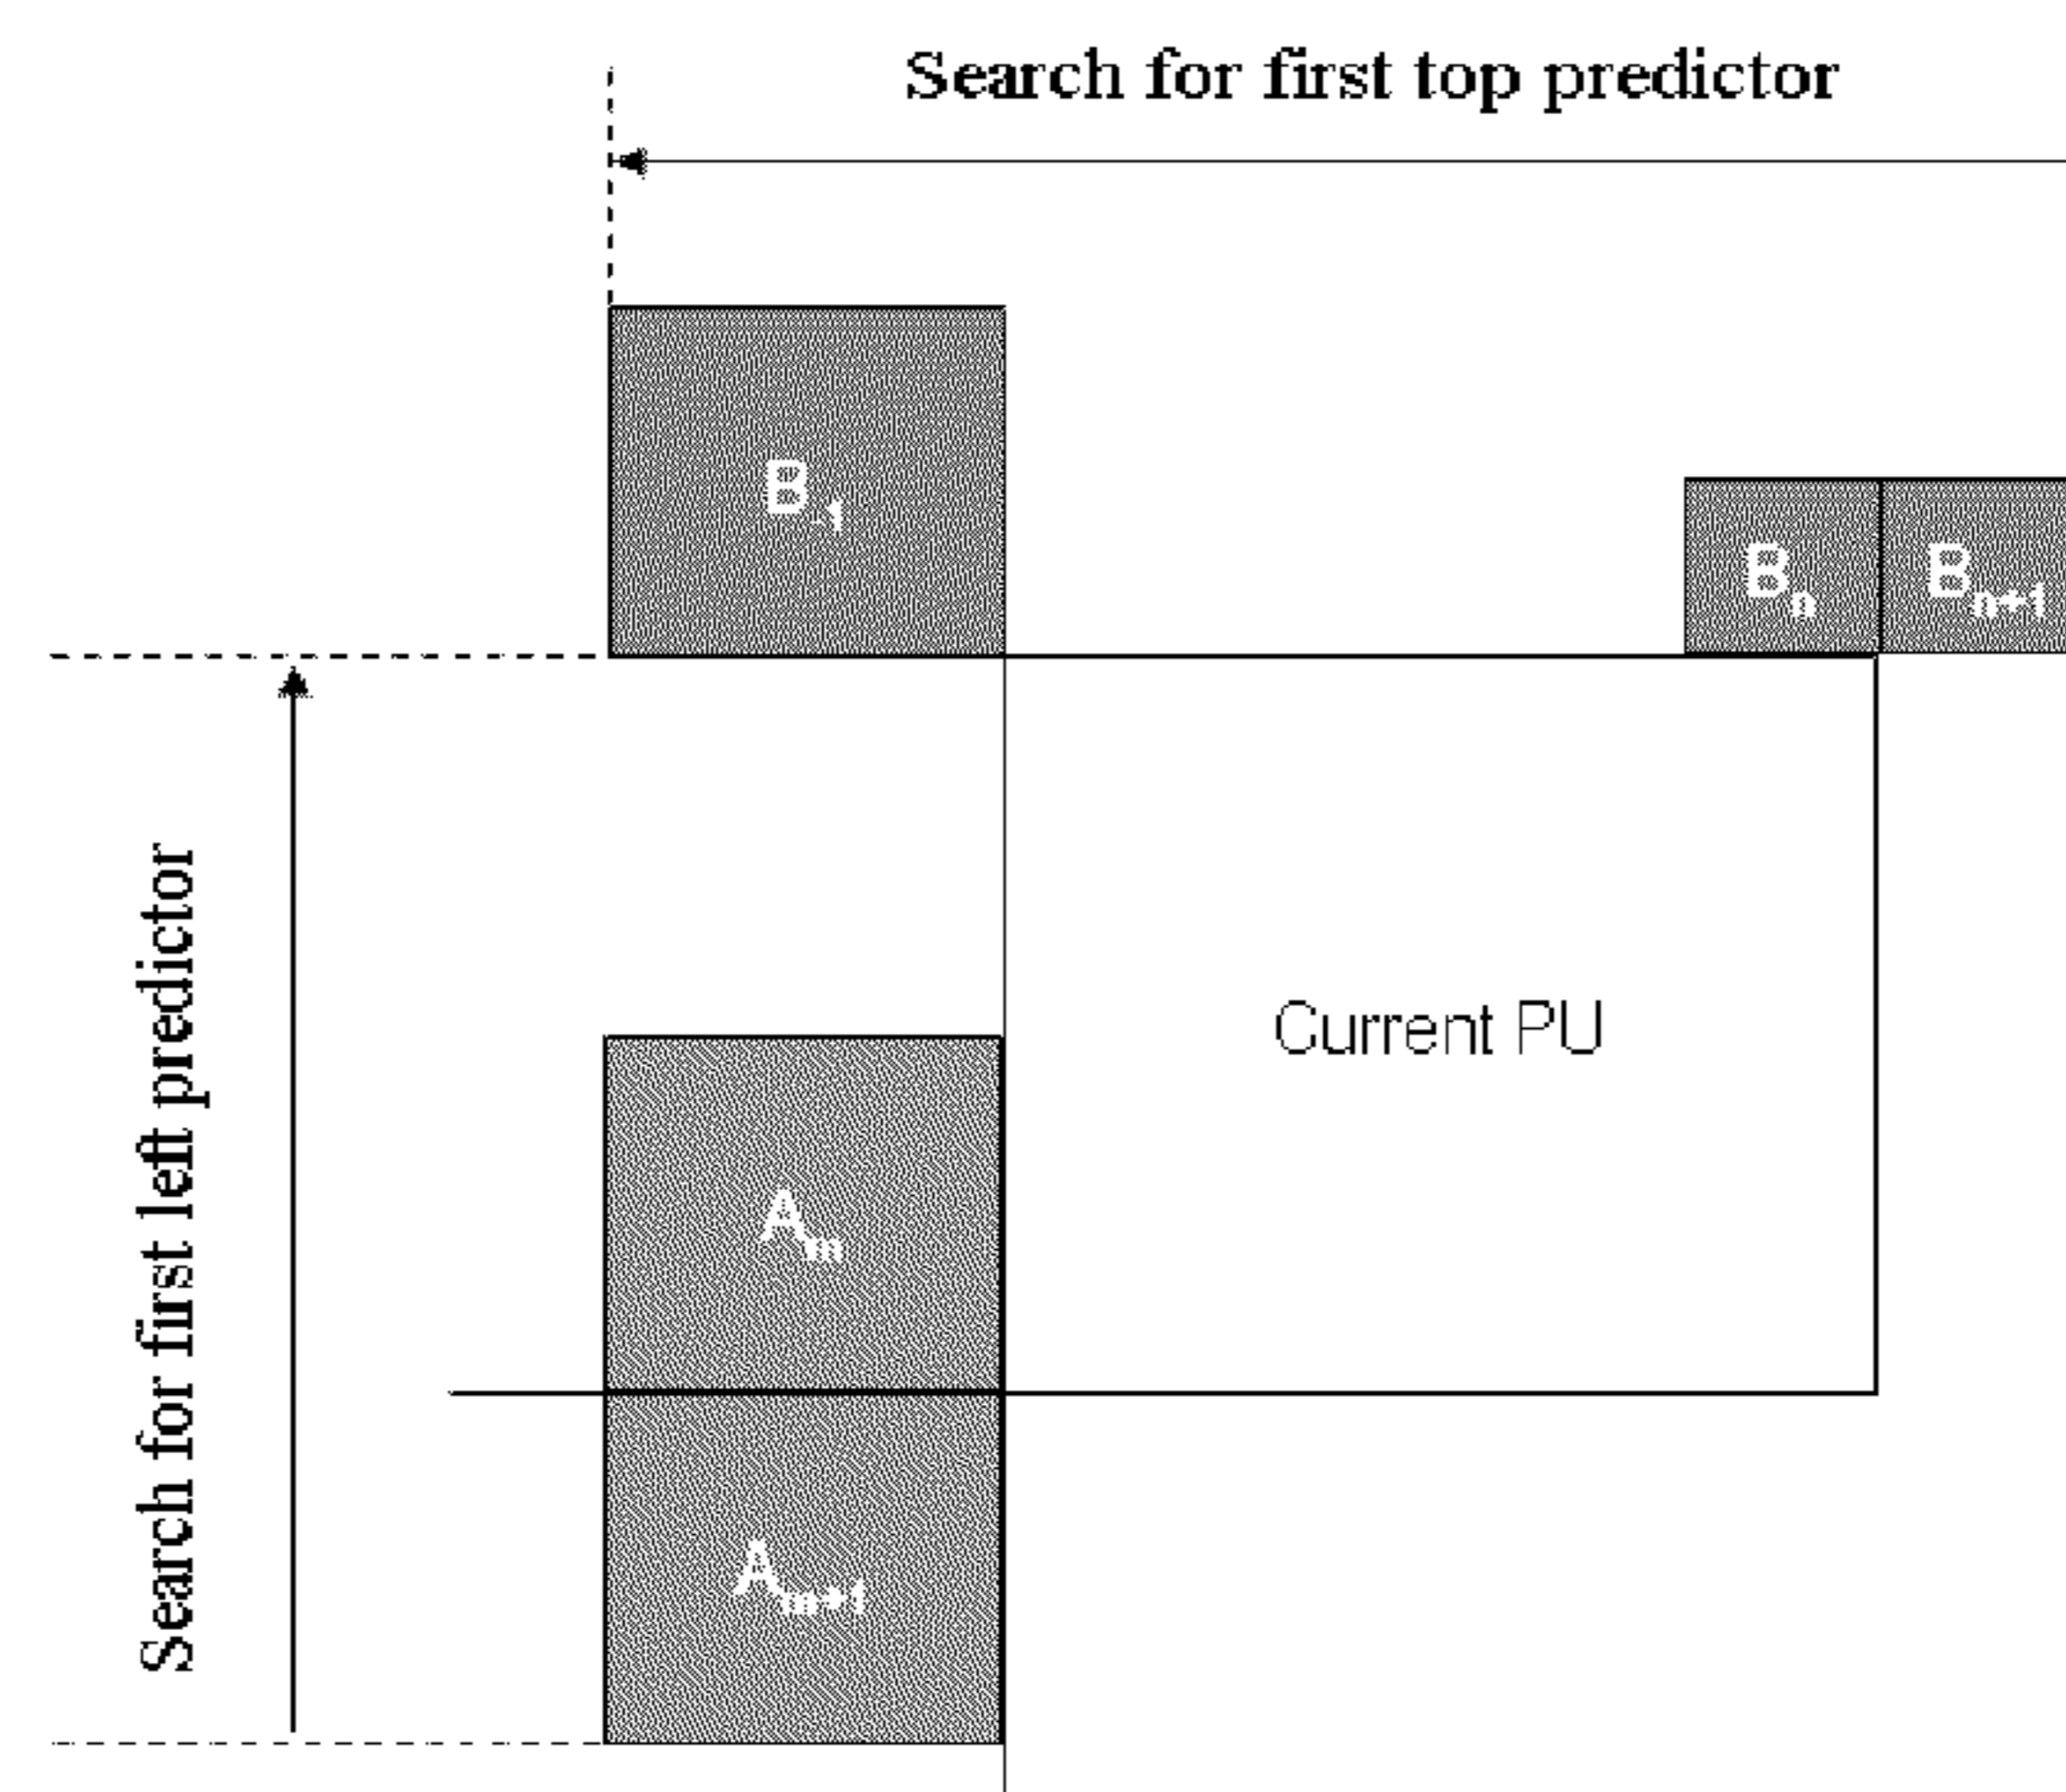 Search for first top predictor
B-1
Bn
Bn+1
Search for first left predictor
Current PU
Am
Am+1